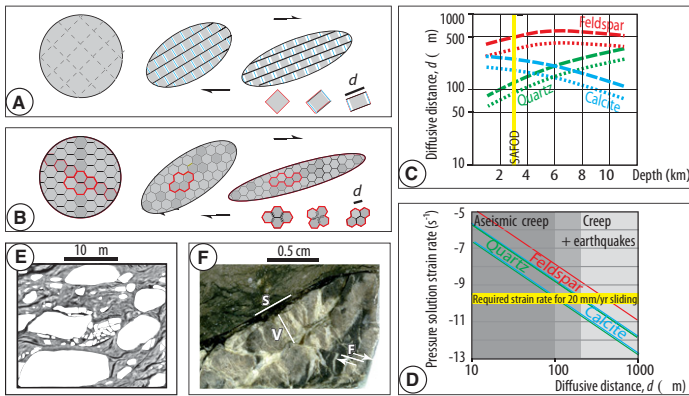 d
A
d
B
10 m
E
0.5 cm
F
S
V
F
1000
500
100
50
10
Diffusive distance, d ( m)
Feldspar
Quartz
Calcite
SAFOD
2 4 6 8 10
Depth (km)
C
-5
-7
-9
-11
-13
Pressure solution strain rate (s-1)
Aseismic creep
Creep
+ earthquakes
Quartz
Feldspar
Required strain rate for 20 mm/yr sliding
Calcite
10 100 1000
Diffusive distance, d ( m)
D